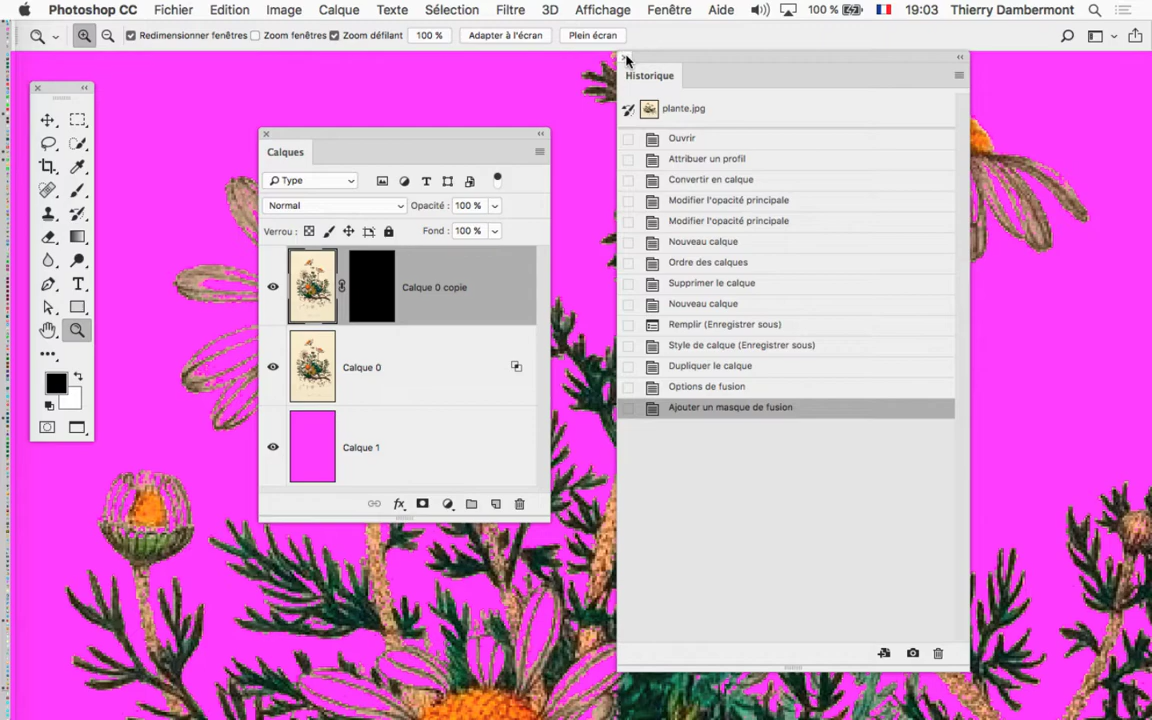 Photoshop CC Fichier Edition Image Calque Texte Sélection Filtre 3D Affichage Fenêtre Aide 100 % 19:03 Thierry Dambermont
Redimensionner fenêtres Zoom fenêtres Zoom défilant 100 % Adapter à l'écran Plein écran
Historique
plante.jpg
Ouvrir
Attribuer un profil
Convertir en calque
Modifier l'opacité principale
Modifier l'opacité principale
Nouveau calque
Ordre des calques
Supprimer le calque
Nouveau calque
Remplir (Enregistrer sous)
Style de calque (Enregistrer sous)
Dupliquer le calque
Options de fusion
Ajouter un masque de fusion
Calques
Type
Normal Opacité : 100 %
Verrou : Fond : 100 %
Calque 0 copie
Calque 0
Calque 1
fx